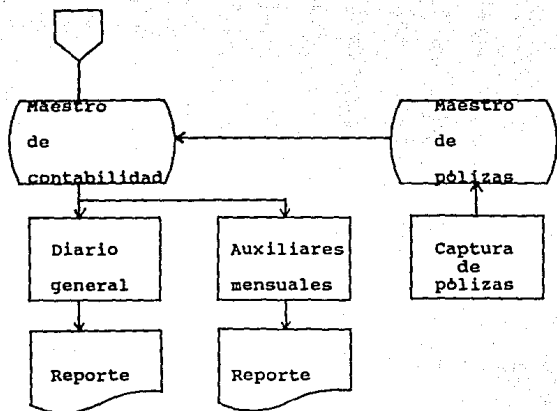 Maestro
de
contabilidad
Maestro
de
pólizas
Diario
general
Auxiliares
mensuales
Captura
de
pólizas
Reporte
Reporte